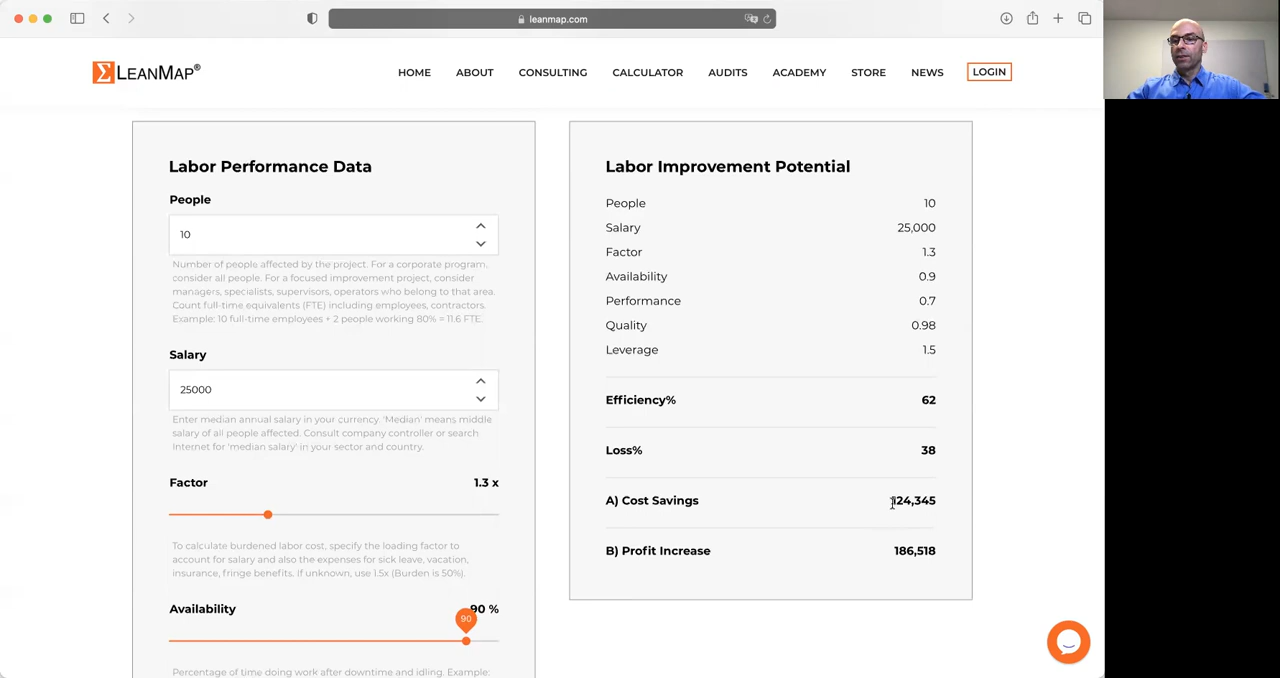 leanmap.com
LEANMAP®
HOME ABOUT CONSULTING CALCULATOR AUDITS ACADEMY STORE NEWS LOGIN
Labor Performance Data
People
10
Number of people affected by the project. For a corporate program,
consider all people. For a focused improvement project, consider
managers, specialists, supervisors, operators who belong to that area.
Count full-time equivalents (FTE) including employees, contractors.
Example: 10 full-time employees + 2 people working 80% = 11.6 FTE.
Salary
25000
Enter median annual salary in your currency. 'Median' means middle
salary of all people affected. Consult company controller or search
internet for 'median salary' in your sector and country.
Factor 1.3 x
To calculate burdened labor cost, specify the loading factor to
account for salary and also the expenses for sick leave, vacation,
insurance, fringe benefits. If unknown, use 1.5x (Burden is 50%).
Availability 90 %
90
Percentage of time doing work after downtime and idling. Example:
Labor Improvement Potential
People 10
Salary 25,000
Factor 1.3
Availability 0.9
Performance 0.7
Quality 0.98
Leverage 1.5
Efficiency% 62
Loss% 38
A) Cost Savings 124,345
B) Profit Increase 186,518